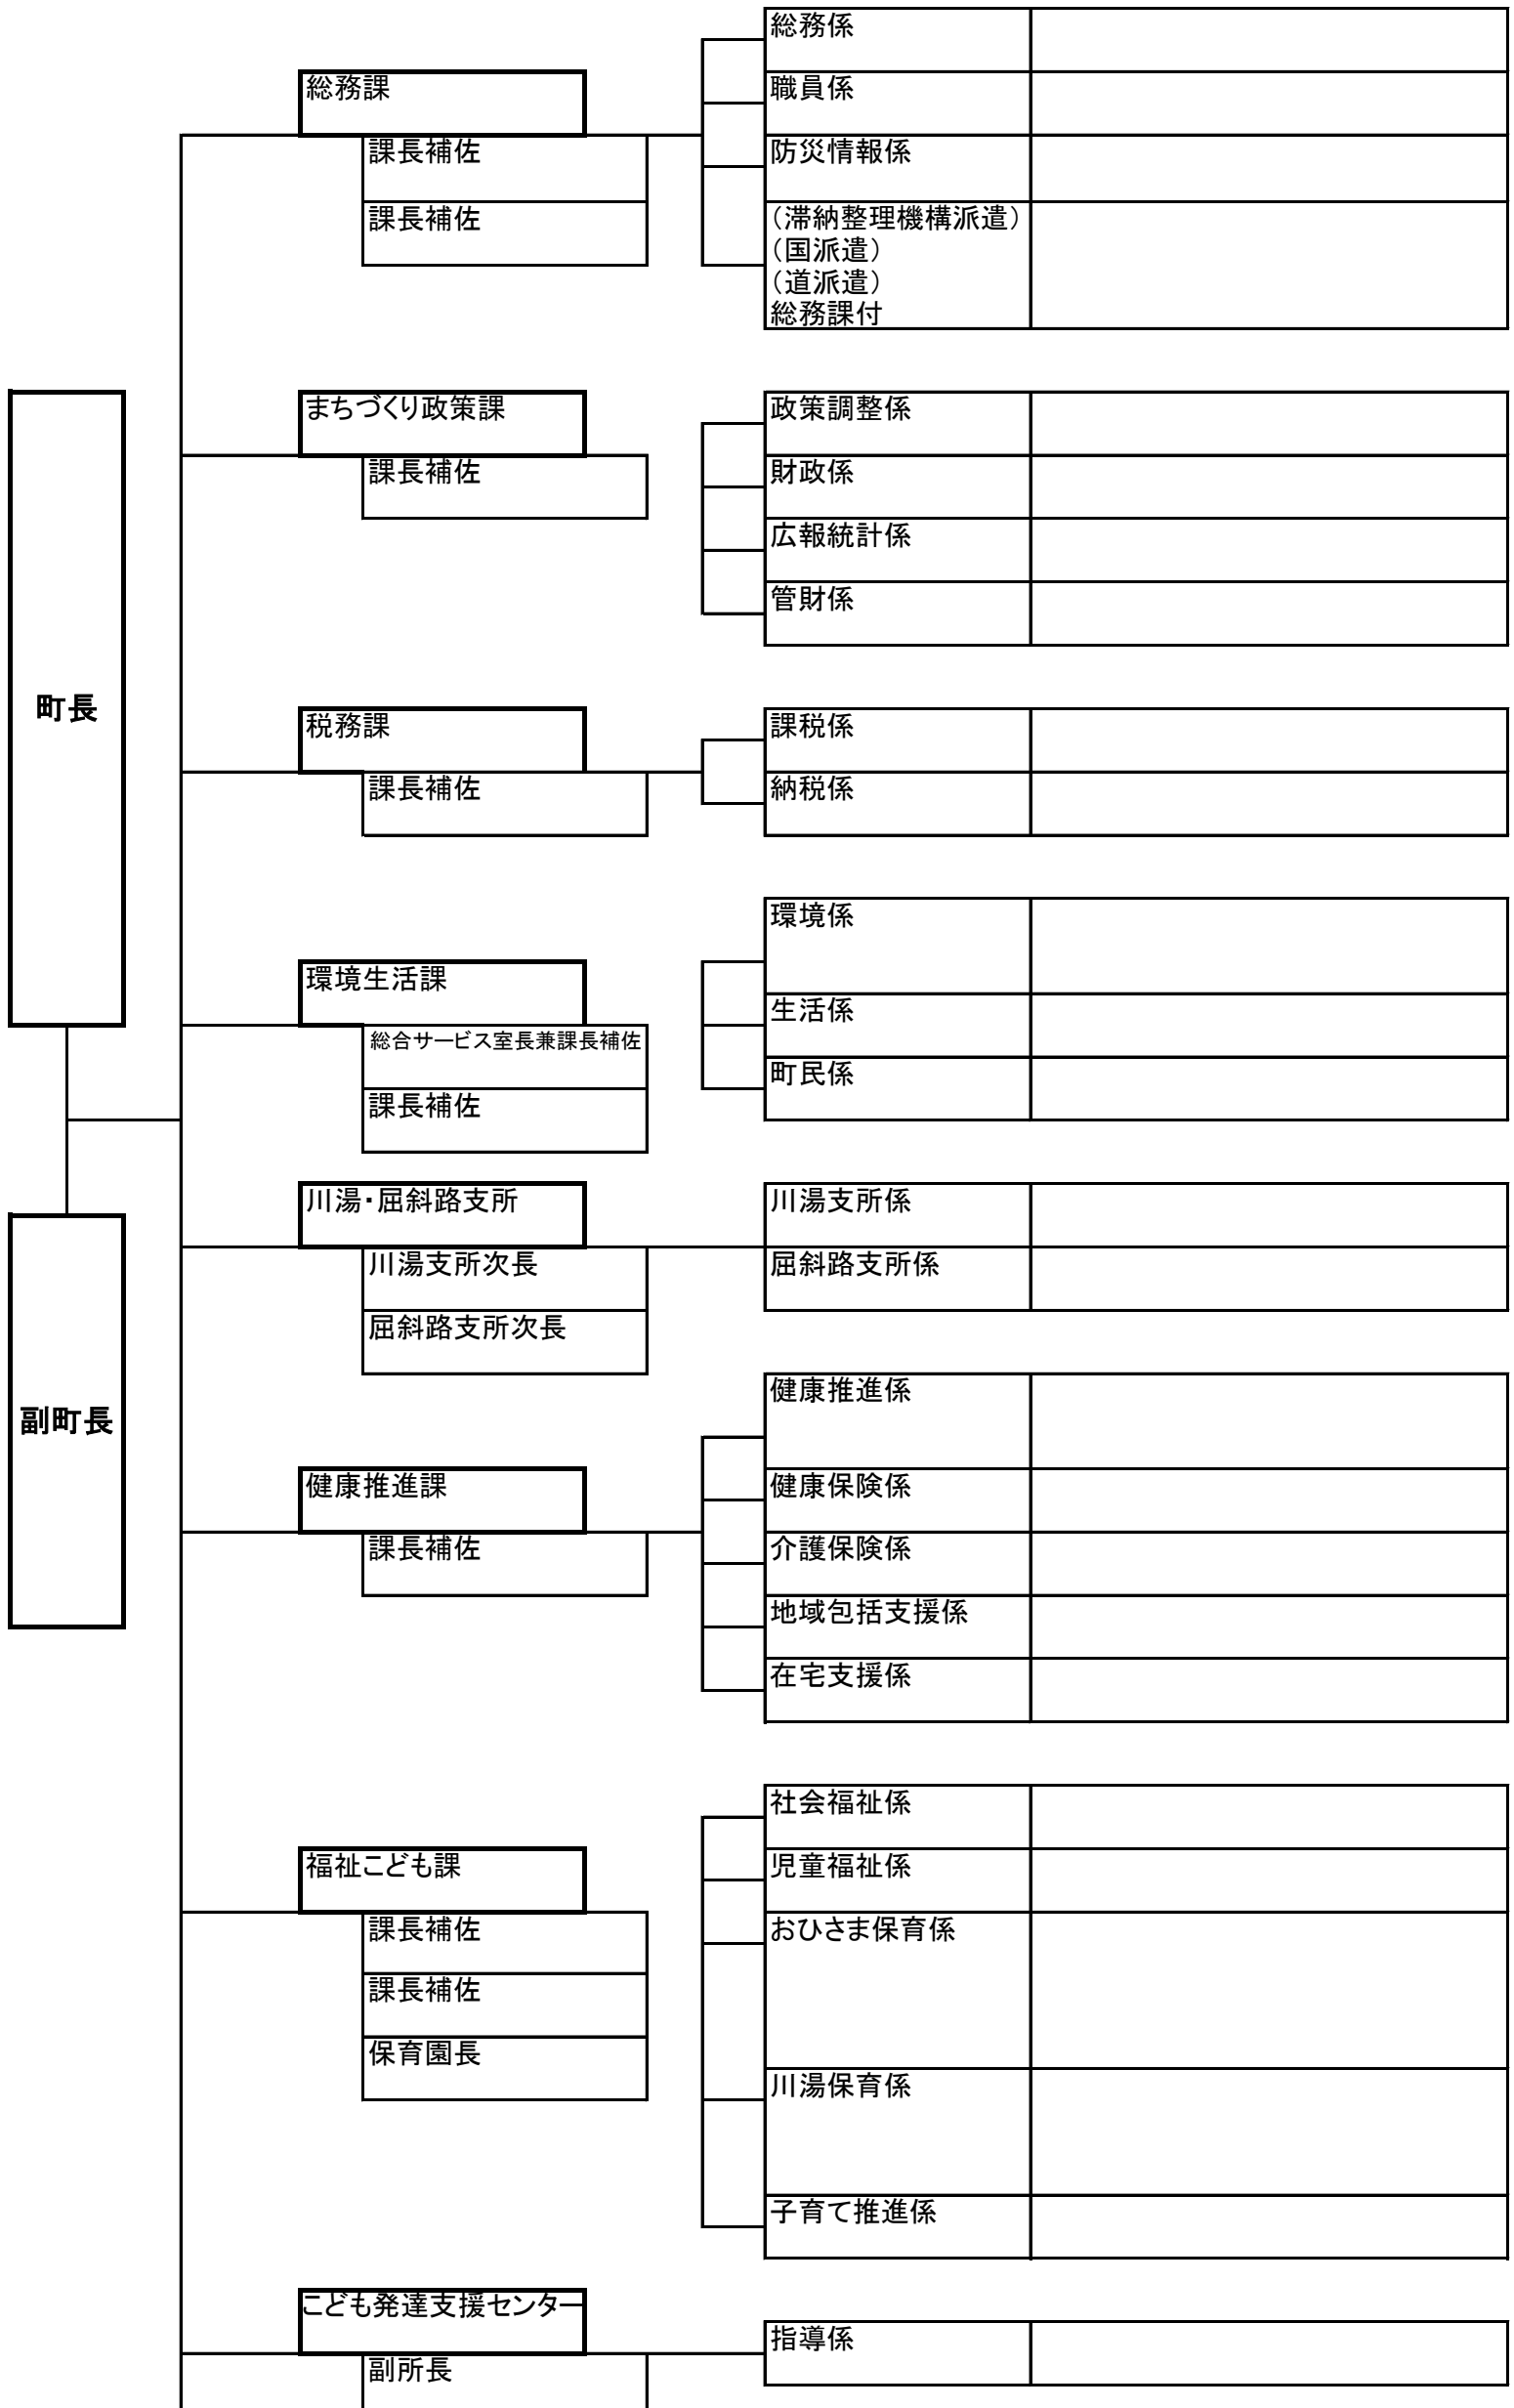 町長
副町長
総務課
課長補佐
課長補佐
総務係
職員係
防災情報係
(滞納整理機構派遣)
(国派遣)
(道派遣)
総務課付
まちづくり政策課
課長補佐
政策調整係
財政係
広報統計係
管財係
税務課
課長補佐
課税係
納税係
環境生活課
総合サービス室長兼課長補佐
課長補佐
環境係
生活係
町民係
川湯・屈斜路支所
川湯支所次長
屈斜路支所次長
川湯支所係
屈斜路支所係
健康推進課
課長補佐
健康推進係
健康保険係
介護保険係
地域包括支援係
在宅支援係
福祉こども課
課長補佐
課長補佐
保育園長
社会福祉係
児童福祉係
おひさま保育係
川湯保育係
子育て推進係
こども発達支援センター
副所長
指導係